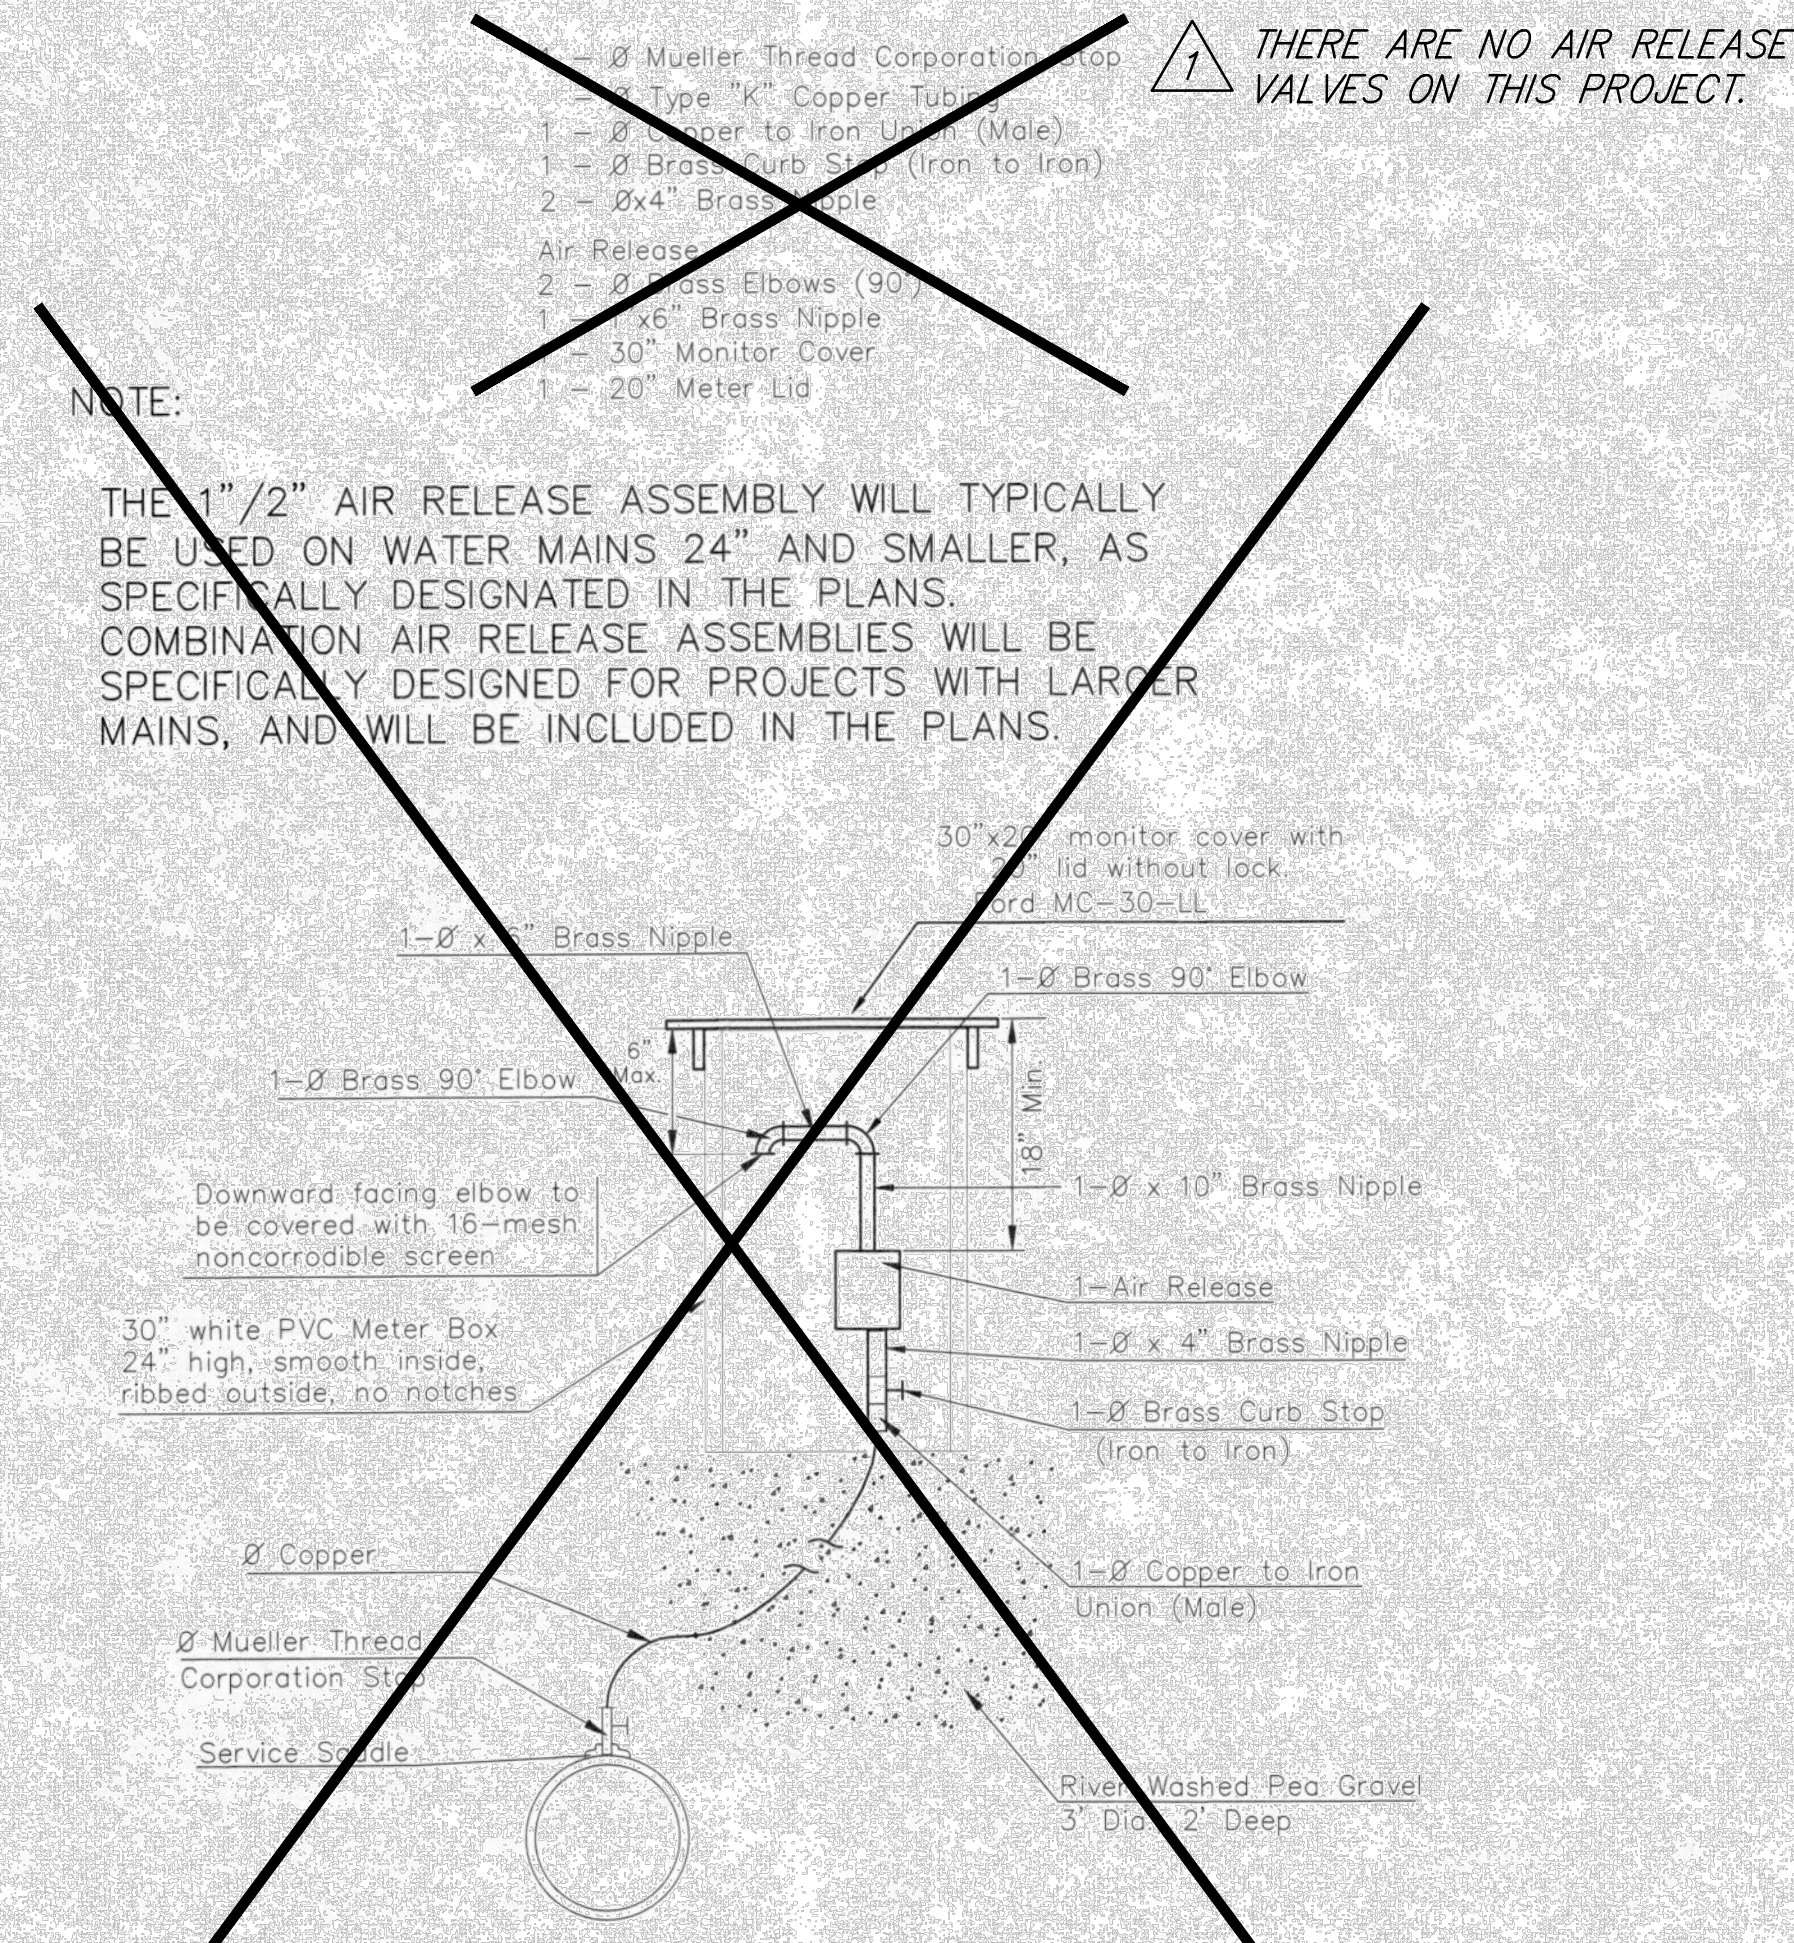 1 - Ø Mueller Thread Corporation Stop
- Ø Type "K" Copper Tubing
1 - Ø Copper to Iron Union (Male)
1 - Ø Brass Curb Stop (Iron to Iron)
2 - Øx4" Brass Nipple
Air Release
2 - Ø Brass Elbows (90°)
1 - 1"x6" Brass Nipple
1 - 30" Monitor Cover
1 - 20" Meter Lid
1
THERE ARE NO AIR RELEASE
VALVES ON THIS PROJECT.
NOTE:
THE 1"/2" AIR RELEASE ASSEMBLY WILL TYPICALLY
BE USED ON WATER MAINS 24" AND SMALLER, AS
SPECIFICALLY DESIGNATED IN THE PLANS.
COMBINATION AIR RELEASE ASSEMBLIES WILL BE
SPECIFICALLY DESIGNED FOR PROJECTS WITH LARGER
MAINS, AND WILL BE INCLUDED IN THE PLANS.
30"x20" monitor cover with
20" lid without lock.
Ford MC-30-LL
1-Ø x 6" Brass Nipple
1-Ø Brass 90° Elbow
6"
Max.
1-Ø Brass 90° Elbow
18" Min.
Downward facing elbow to
be covered with 16-mesh
noncorrodible screen
1-Ø x 10" Brass Nipple
1-Air Release
30" white PVC Meter Box
24" high, smooth inside,
ribbed outside, no notches
1-Ø x 4" Brass Nipple
1-Ø Brass Curb Stop
(Iron to Iron)
Ø Copper
1-Ø Copper to Iron
Union (Male)
Ø Mueller Thread
Corporation Stop
Service Saddle
River Washed Pea Gravel
3' Dia 2' Deep